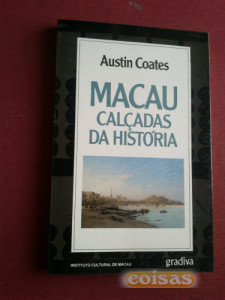 Austin Coates
MACAU
CALÇADAS
DA HISTÓRIA
INSTITUTO CULTURAL DE MACAU
gradiva
coisas